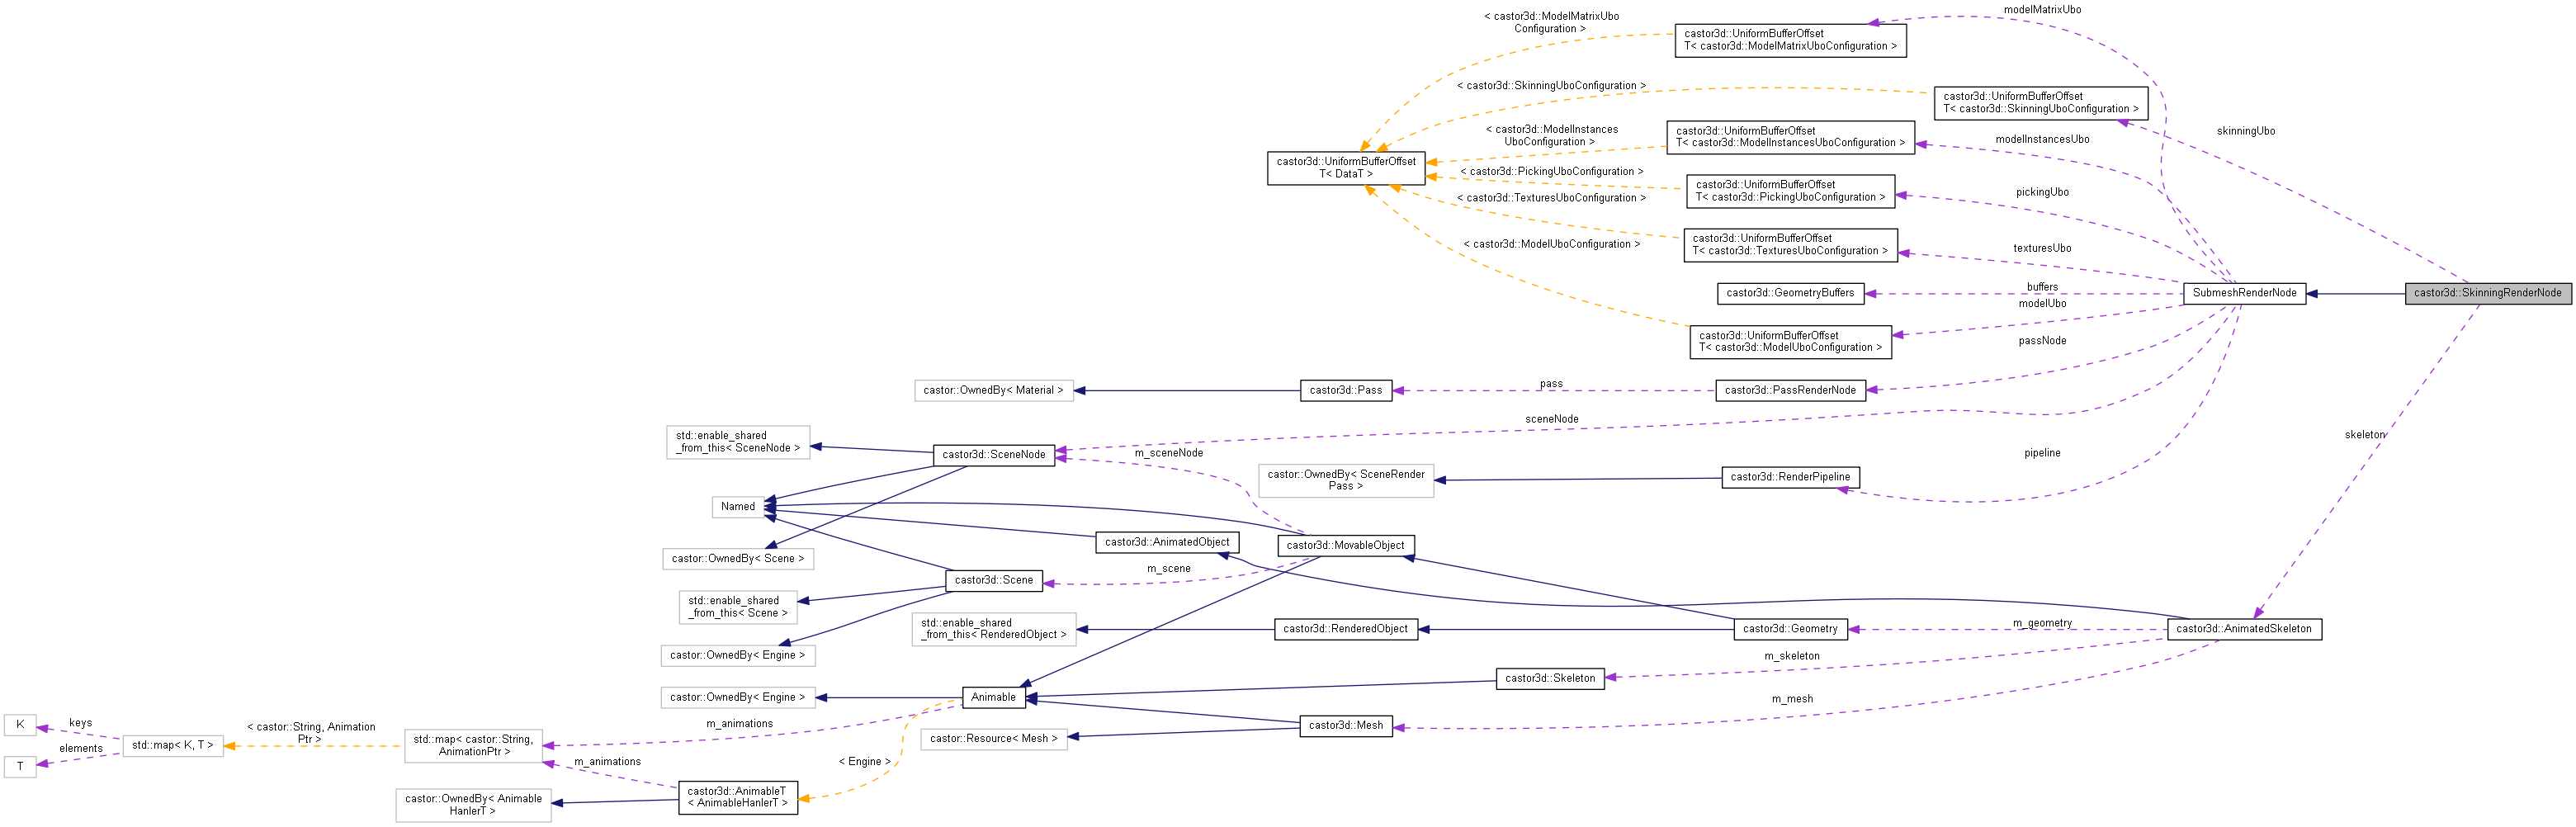 modelMatrixUbo
< castor3d::ModelMatrixUbo
Configuration >
castor3d::UniformBufferOffset
T< castor3d::ModelMatrixUboConfiguration >
< castor3d::SkinningUboConfiguration >
castor3d::UniformBufferOffset
T< castor3d::SkinningUboConfiguration >
skinningUbo
< castor3d::ModelInstances
UboConfiguration >
castor3d::UniformBufferOffset
T< castor3d::ModelInstancesUboConfiguration >
modelInstancesUbo
castor3d::UniformBufferOffset
T< DataT >
< castor3d::PickingUboConfiguration >
castor3d::UniformBufferOffset
T< castor3d::PickingUboConfiguration >
pickingUbo
< castor3d::TexturesUboConfiguration >
castor3d::UniformBufferOffset
T< castor3d::TexturesUboConfiguration >
texturesUbo
< castor3d::ModelUboConfiguration >
castor3d::GeometryBuffers
buffers
SubmeshRenderNode
castor3d::SkinningRenderNode
modelUbo
castor3d::UniformBufferOffset
T< castor3d::ModelUboConfiguration >
passNode
castor::OwnedBy< Material >
castor3d::Pass
pass
castor3d::PassRenderNode
sceneNode
std::enable_shared
_from_this< SceneNode >
castor3d::SceneNode
m_sceneNode
skeleton
pipeline
castor::OwnedBy< SceneRender
Pass >
castor3d::RenderPipeline
Named
castor3d::AnimatedObject
castor3d::MovableObject
castor::OwnedBy< Scene >
m_scene
castor3d::Scene
std::enable_shared
_from_this< Scene >
std::enable_shared
_from_this< RenderedObject >
castor3d::RenderedObject
castor3d::Geometry
m_geometry
castor3d::AnimatedSkeleton
castor::OwnedBy< Engine >
m_skeleton
castor3d::Skeleton
castor::OwnedBy< Engine >
Animable
m_mesh
K
keys
< castor::String, Animation
Ptr >
m_animations
castor3d::Mesh
castor::Resource< Mesh >
std::map< K, T >
std::map< castor::String,
AnimationPtr >
elements
T
m_animations
< Engine >
castor3d::AnimableT
< AnimableHanlerT >
castor::OwnedBy< Animable
HanlerT >